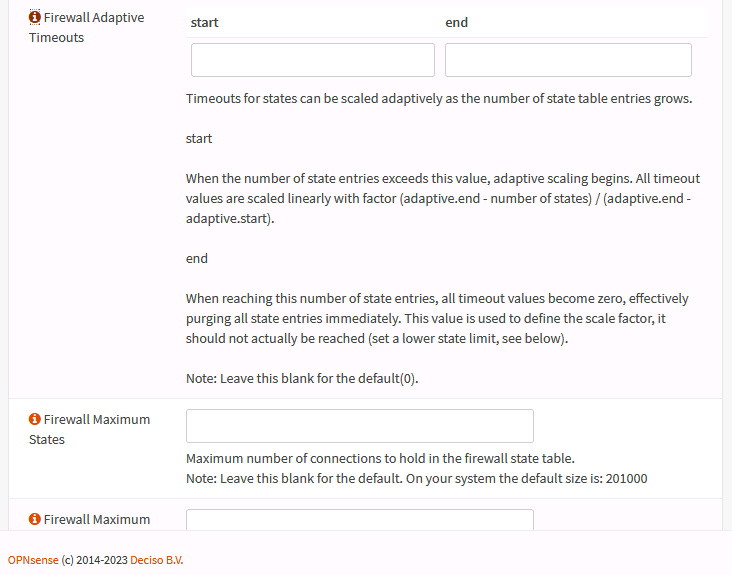 Firewall Adaptive
Timeouts
start end
Timeouts for states can be scaled adaptively as the number of state table entries grows.
start
When the number of state entries exceeds this value, adaptive scaling begins. All timeout
values are scaled linearly with factor (adaptive.end - number of states) / (adaptive.end -
adaptive.start).
end
When reaching this number of state entries, all timeout values become zero, effectively
purging all state entries immediately. This value is used to define the scale factor, it
should not actually be reached (set a lower state limit, see below).
Note: Leave this blank for the default(0).
Firewall Maximum
States
Maximum number of connections to hold in the firewall state table.
Note: Leave this blank for the default. On your system the default size is: 201000
Firewall Maximum
OPNsense (c) 2014-2023 Deciso B.V.